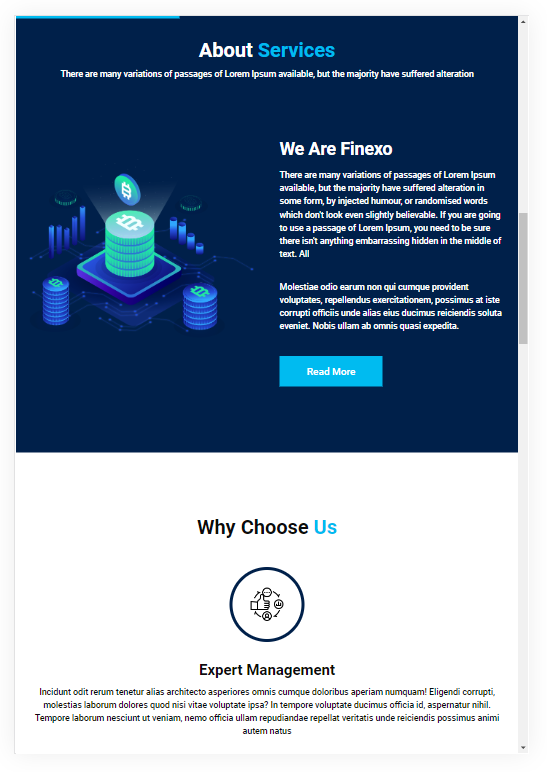 About Services
There are many variations of passages of Lorem Ipsum available, but the majority have suffered alteration
We Are Finexo
There are many variations of passages of Lorem Ipsum
available, but the majority have suffered alteration in
some form, by injected humour, or randomised words
which don't look even slightly believable. If you are going
to use a passage of Lorem Ipsum, you need to be sure
there isn't anything embarrassing hidden in the middle of
text. All
Molestiae odio earum non qui cumque provident
voluptates, repellendus exercitationem, possimus at iste
corrupti officiis unde alias eius ducimus reiciendis soluta
eveniet. Nobis ullam ab omnis quasi expedita.
Read More
Why Choose Us
Expert Management
Incidunt odit rerum tenetur alias architecto asperiores omnis cumque doloribus aperiam numquam! Eligendi corrupti,
molestias laborum dolores quod nisi vitae voluptate ipsa? In tempore voluptate ducimus officia id, aspernatur nihil.
Tempore laborum nesciunt ut veniam, nemo officia ullam repudiandae repellat veritatis unde reiciendis possimus animi
autem natus